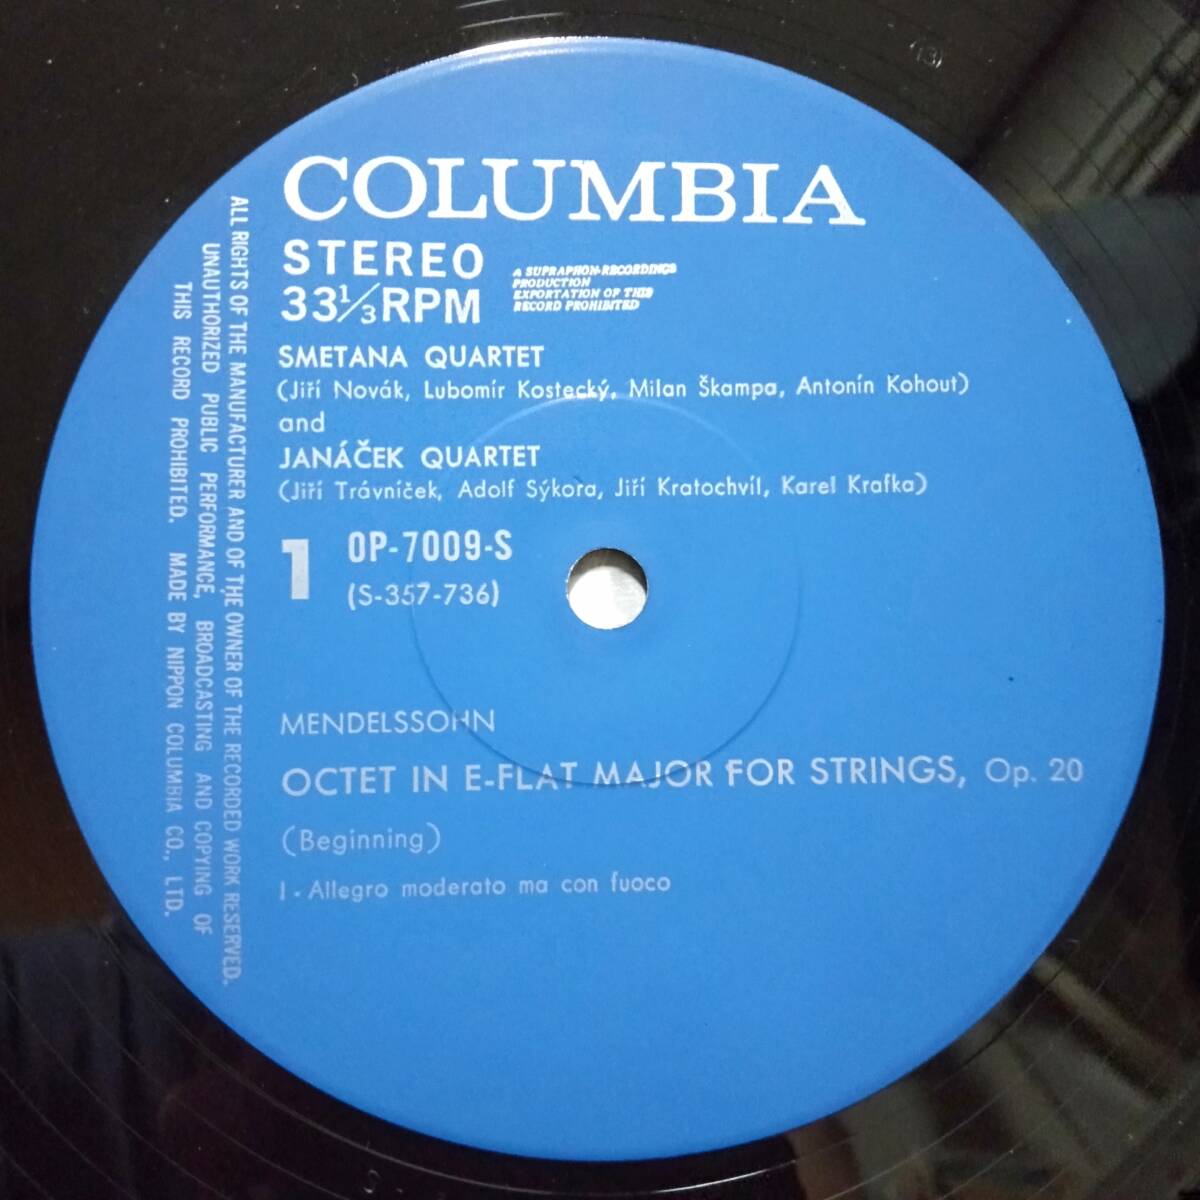 COLUMBIA
STEREO
33 1/3 RPM
A SUPRAPHON-RECORDINGS
PRODUCTION
EXPORTATION OF THIS
RECORD PROHIBITED
SMETANA QUARTET
(Jiří Novák, Lubomír Kostecký, Milan Škampa, Antonín Kohout)
and
JANÁČEK QUARTET
(Jiří Trávníček, Adolf Sýkora, Jiří Kratochvíl, Karel Krafka)
1
OP-7009-S
(S-357-736)
MENDELSSOHN
OCTET IN E-FLAT MAJOR FOR STRINGS, Op. 20
(Beginning)
I. Allegro moderato ma con fuoco
ALL RIGHTS OF THE MANUFACTURER AND OF THE OWNER OF THE RECORDED WORK RESERVED.
UNAUTHORIZED PUBLIC PERFORMANCE, BROADCASTING AND COPYING OF
THIS RECORD PROHIBITED. MADE BY NIPPON COLUMBIA CO., LTD.